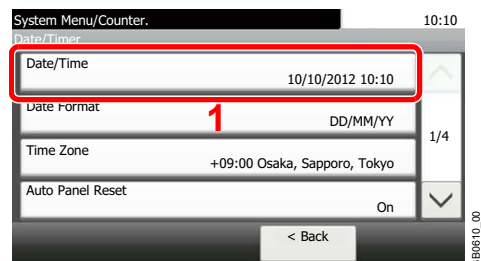 System Menu/Counter. 10:10
Date/Timer
Date/Time
10/10/2012 10:10
Date Format
1
DD/MM/YY
1/4
Time Zone
+09:00 Osaka, Sapporo, Tokyo
Auto Panel Reset
On
< Back